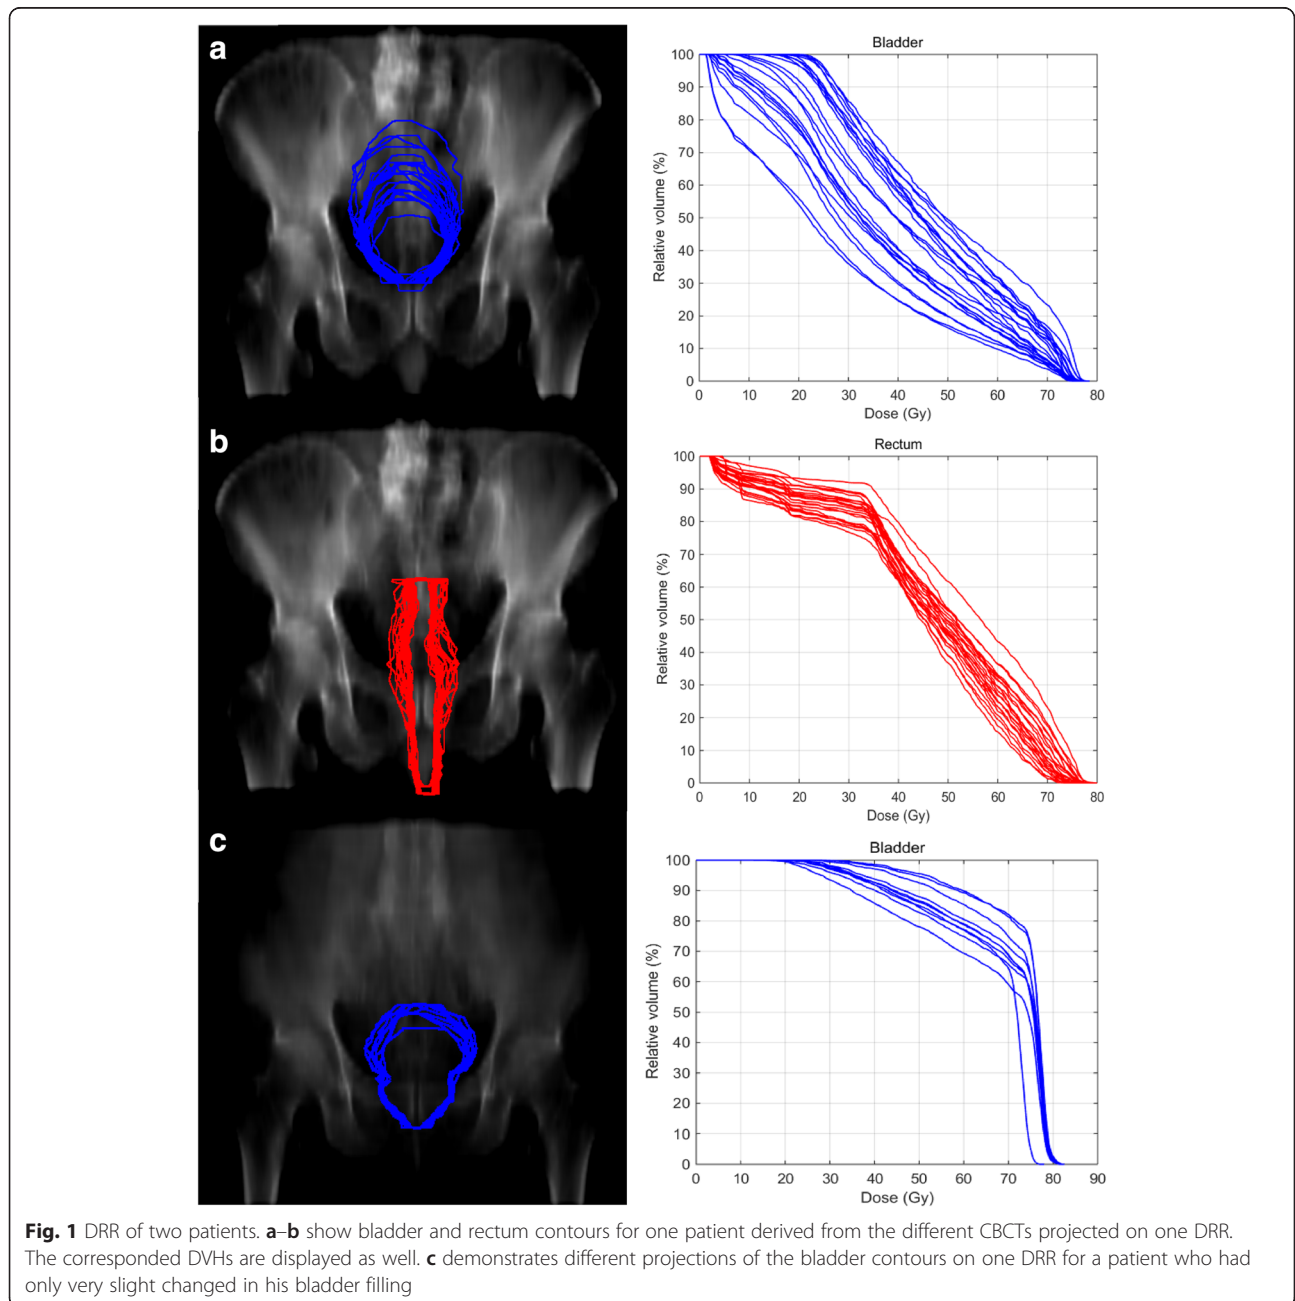 a
Bladder
100
90
80
70
60
50
40
30
20
10
0
Relative volume (%)
0 10 20 30 40 50 60 70 80
Dose (Gy)
b
Rectum
100
90
80
70
60
50
40
30
20
10
0
Relative volume (%)
0 10 20 30 40 50 60 70 80
Dose (Gy)
c
Bladder
100
90
80
70
60
50
40
30
20
10
0
Relative volume (%)
0 10 20 30 40 50 60 70 80 90
Dose (Gy)
Fig. 1 DRR of two patients. a–b show bladder and rectum contours for one patient derived from the different CBCTs projected on one DRR.
The corresponded DVHs are displayed as well. c demonstrates different projections of the bladder contours on one DRR for a patient who had
only very slight changed in his bladder filling